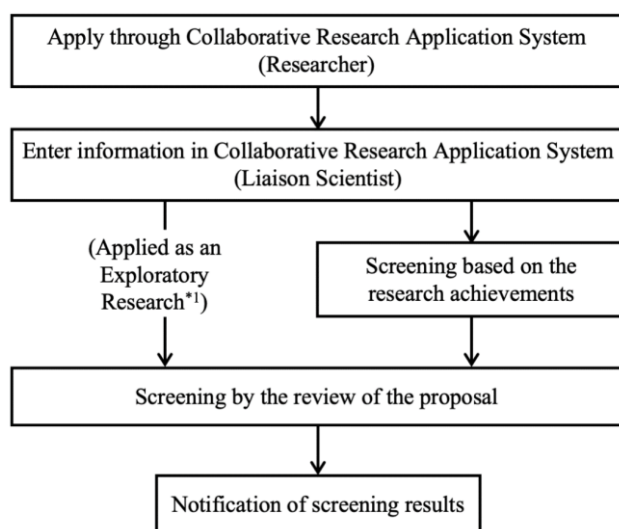 Apply through Collaborative Research Application System
(Researcher)
Enter information in Collaborative Research Application System
(Liaison Scientist)
(Applied as an
Exploratory
Research*1)
Screening based on the
research achievements
Screening by the review of the proposal
Notification of screening results